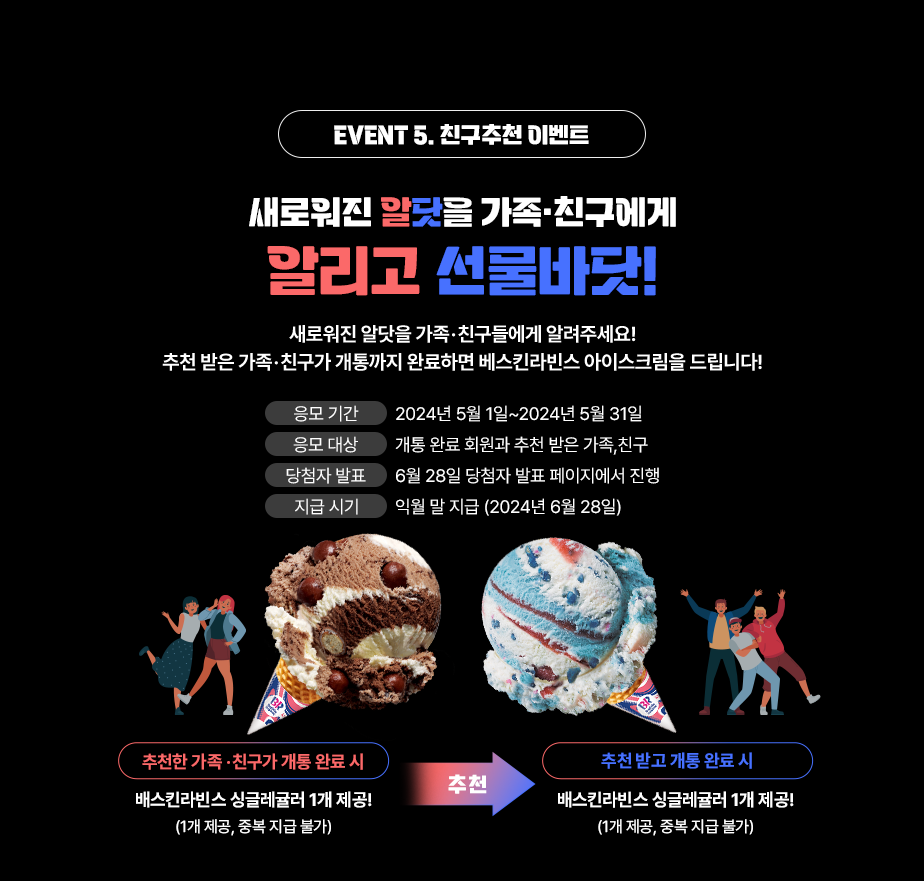 EVENT 5. 친구추천 이벤트
새로워진 알닷을 가족·친구에게
알리고 선물바닷!
새로워진 알닷을 가족·친구들에게 알려주세요!
추천 받은 가족·친구가 개통까지 완료하면 베스킨라빈스 아이스크림을 드립니다!
응모 기간 2024년 5월 1일~2024년 5월 31일
응모 대상 개통 완료 회원과 추천 받은 가족,친구
당첨자 발표 6월 28일 당첨자 발표 페이지에서 진행
지급 시기 익월 말 지급 (2024년 6월 28일)
BR
BR
추천한 가족·친구가 개통 완료 시
추천
추천 받고 개통 완료 시
배스킨라빈스 싱글레귤러 1개 제공!
(1개 제공, 중복 지급 불가)
배스킨라빈스 싱글레귤러 1개 제공!
(1개 제공, 중복 지급 불가)